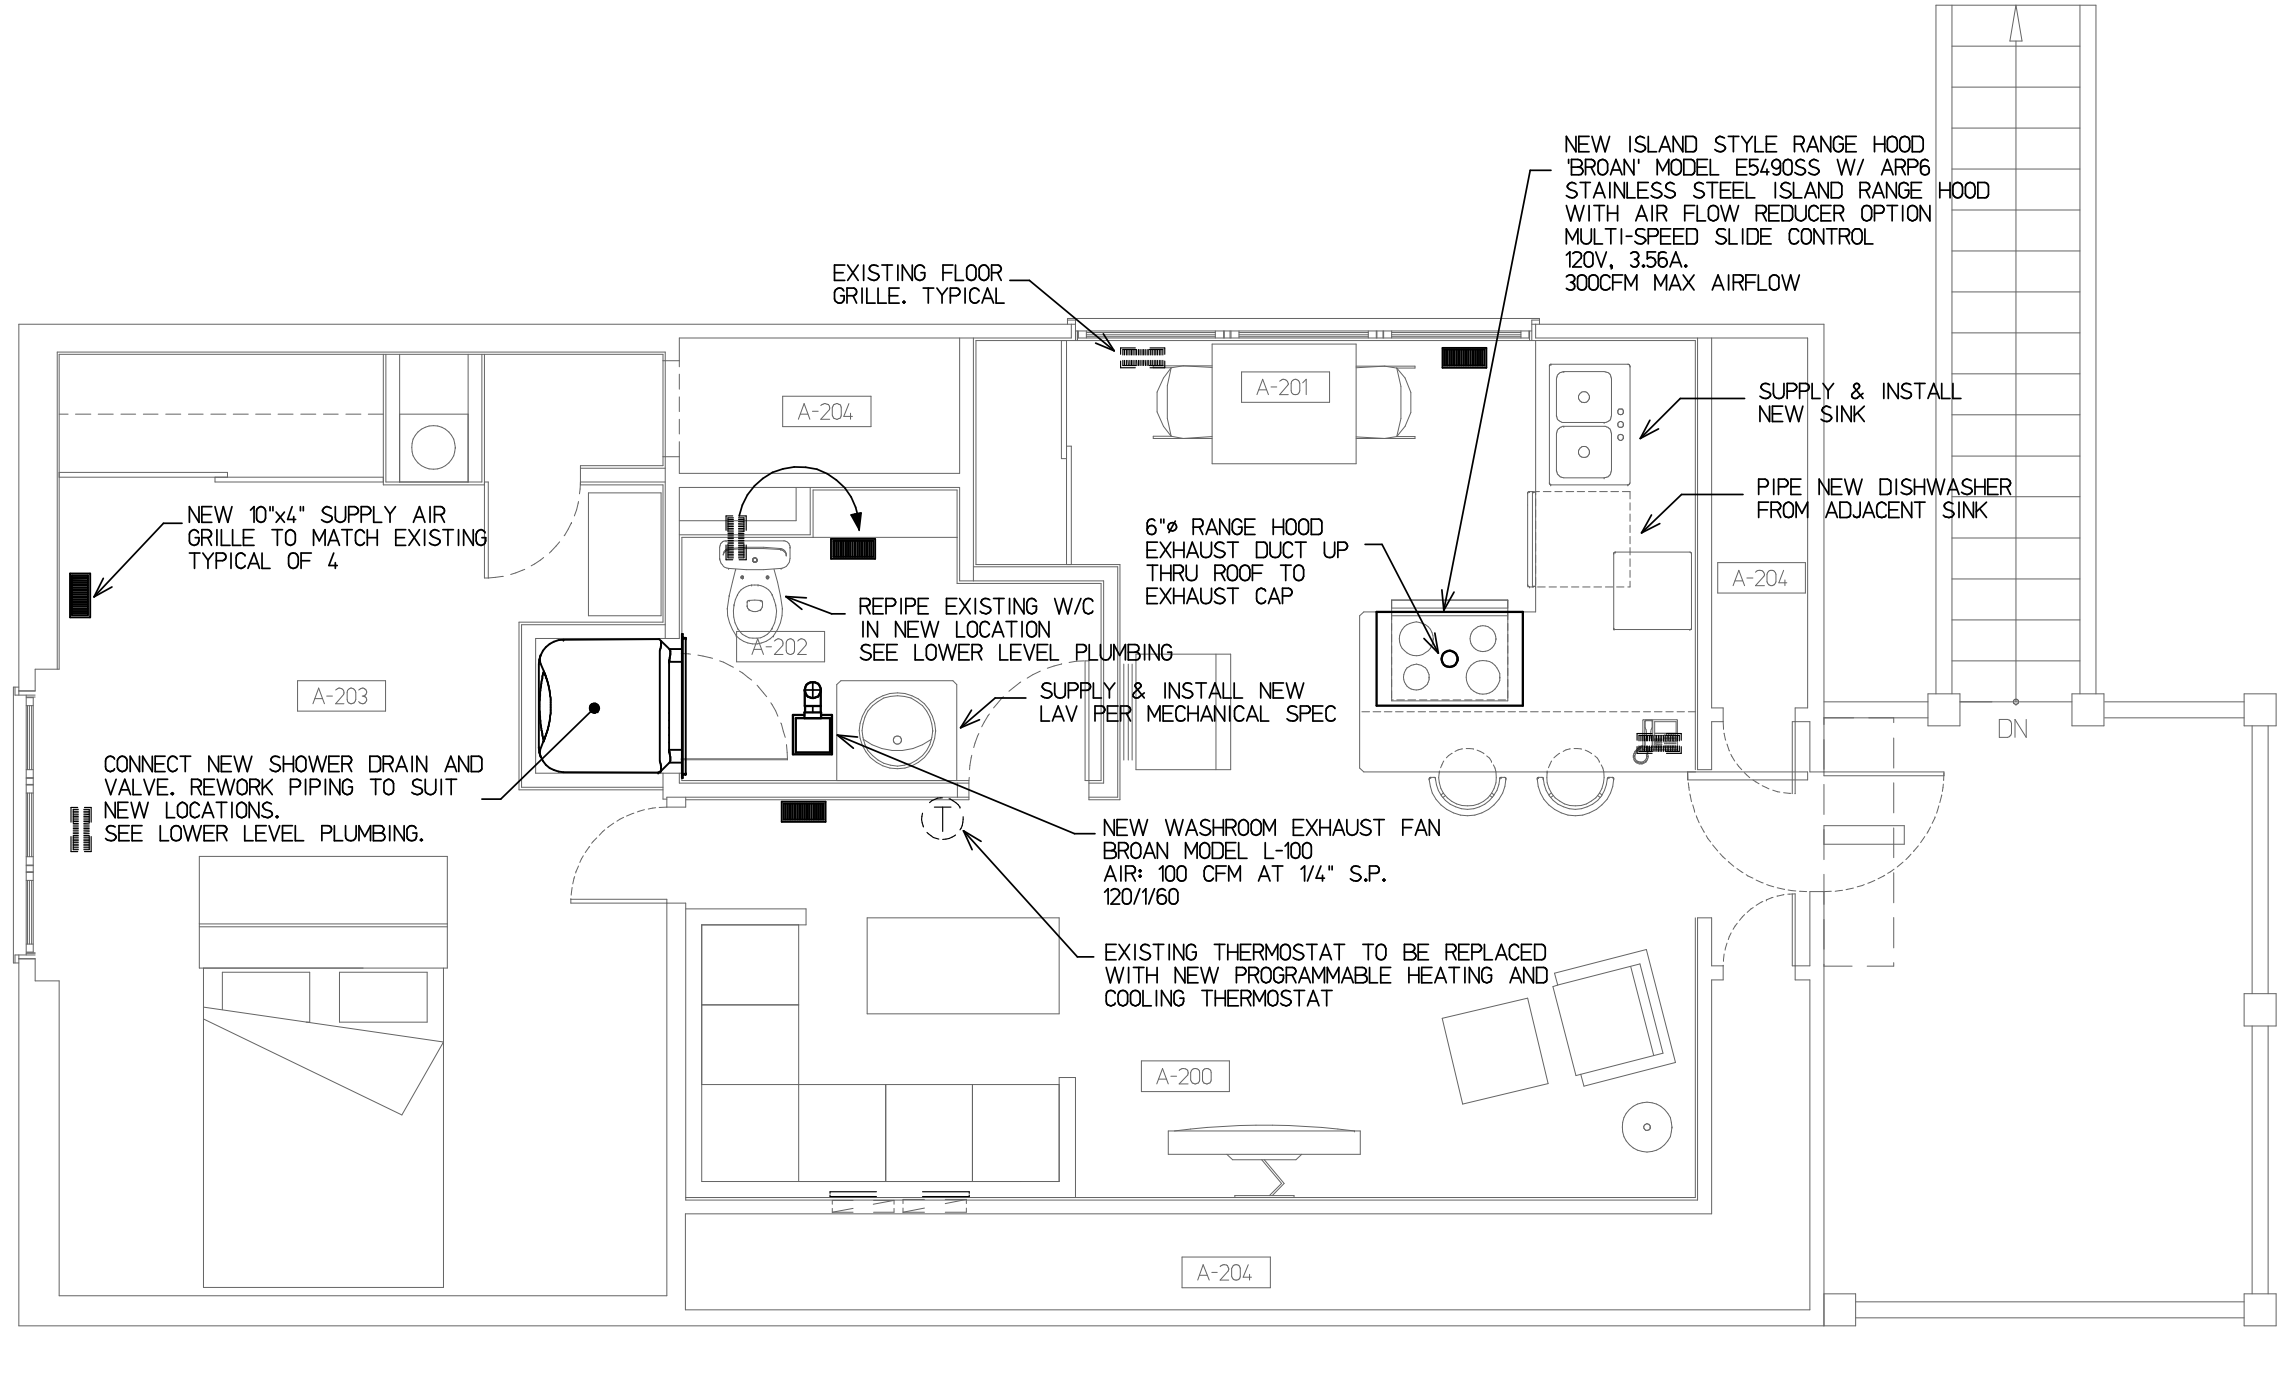 NEW ISLAND STYLE RANGE HOOD
'BROAN' MODEL E5490SS W/ ARP6
STAINLESS STEEL ISLAND RANGE HOOD
WITH AIR FLOW REDUCER OPTION
MULTI-SPEED SLIDE CONTROL
120V, 3.56A.
300CFM MAX AIRFLOW
EXISTING FLOOR
GRILLE. TYPICAL
A-201
A-204
SUPPLY & INSTALL
NEW SINK
PIPE NEW DISHWASHER
FROM ADJACENT SINK
NEW 10"x4" SUPPLY AIR
GRILLE TO MATCH EXISTING
TYPICAL OF 4
6"ø RANGE HOOD
EXHAUST DUCT UP
THRU ROOF TO
EXHAUST CAP
A-204
REPIPE EXISTING W/C
IN NEW LOCATION
SEE LOWER LEVEL PLUMBING
A-202
A-203
SUPPLY & INSTALL NEW
LAV PER MECHANICAL SPEC
DN
CONNECT NEW SHOWER DRAIN AND
VALVE. REWORK PIPING TO SUIT
NEW LOCATIONS.
SEE LOWER LEVEL PLUMBING.
T
NEW WASHROOM EXHAUST FAN
BROAN MODEL L-100
AIR: 100 CFM AT 1/4" S.P.
120/1/60
EXISTING THERMOSTAT TO BE REPLACED
WITH NEW PROGRAMMABLE HEATING AND
COOLING THERMOSTAT
A-200
A-204